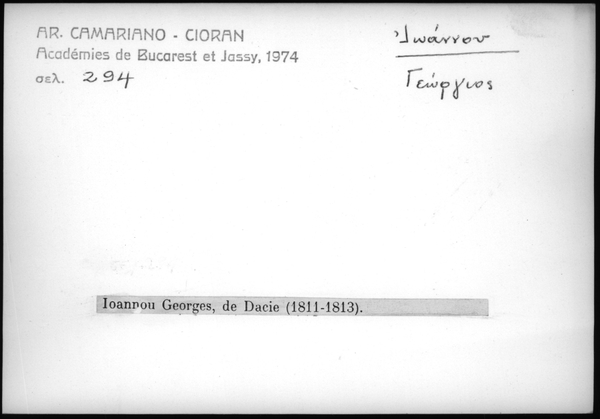 AR. CAMARIANO - CIORAN
Académies de Bucarest et Jassy, 1974
σελ. 294
Ἰωάννου
Γεώργιος
Ioannou Georges, de Dacie (1811-1813).